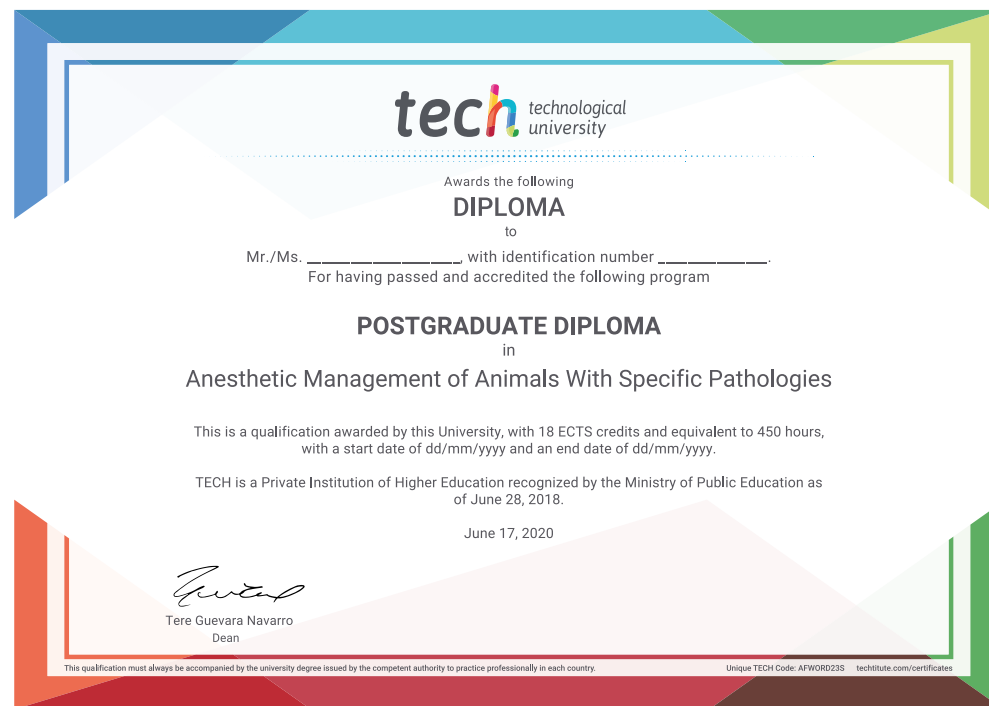 tech technological
university
Awards the following
DIPLOMA
to
Mr./Ms. ____________________, with identification number ______________.
For having passed and accredited the following program
POSTGRADUATE DIPLOMA
in
Anesthetic Management of Animals With Specific Pathologies
This is a qualification awarded by this University, with 18 ECTS credits and equivalent to 450 hours,
with a start date of dd/mm/yyyy and an end date of dd/mm/yyyy.
TECH is a Private Institution of Higher Education recognized by the Ministry of Public Education as
of June 28, 2018.
June 17, 2020
Tere Guevara Navarro
Dean
This qualification must always be accompanied by the university degree issued by the competent authority to practice professionally in each country.
Unique TECH Code: AFWORD23S techtitute.com/certificates